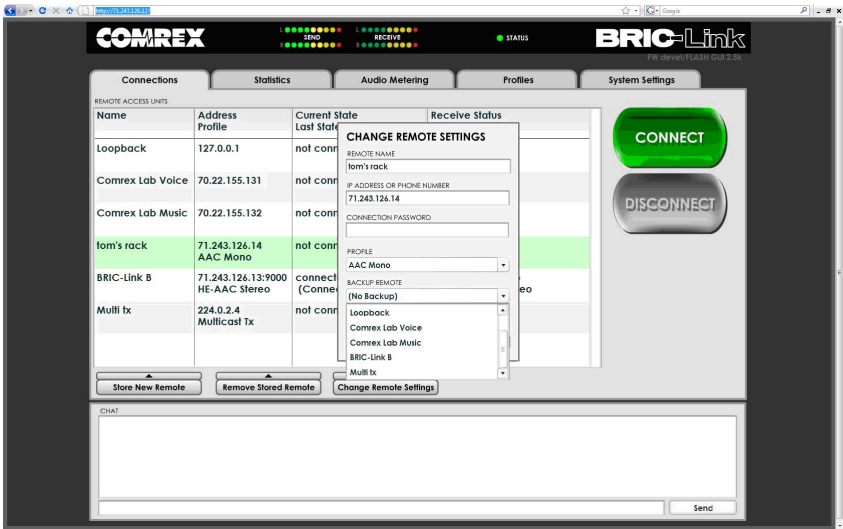 http://71.243.126.12/
Google
COMREX
L SEND
R
L RECEIVE
R
STATUS
BRIC-Link
FW devel/FLASH GUI 2.5k
Connections
Statistics
Audio Metering
Profiles
System Settings
REMOTE ACCESS UNITS
Name
Address
Profile
Current State
Last State
Receive Status
Loopback 127.0.0.1 not conn
Comrex Lab Voice 70.22.155.131 not conn
Comrex Lab Music 70.22.155.132 not conn
tom's rack 71.243.126.14 not conn
AAC Mono
BRIC-Link B 71.243.126.13:9000 connect
HE-AAC Stereo (Conne eo
Multi tx 224.0.2.4 not conn
Multicast Tx
CHANGE REMOTE SETTINGS
REMOTE NAME
tom's rack
IP ADDRESS OR PHONE NUMBER
71.243.126.14
CONNECTION PASSWORD
PROFILE
AAC Mono
BACKUP REMOTE
(No Backup)
Loopback
Comrex Lab Voice
Comrex Lab Music
BRIC-Link B
Multi tx
CONNECT
DISCONNECT
Store New Remote
Remove Stored Remote
Change Remote Settings
CHAT
Send